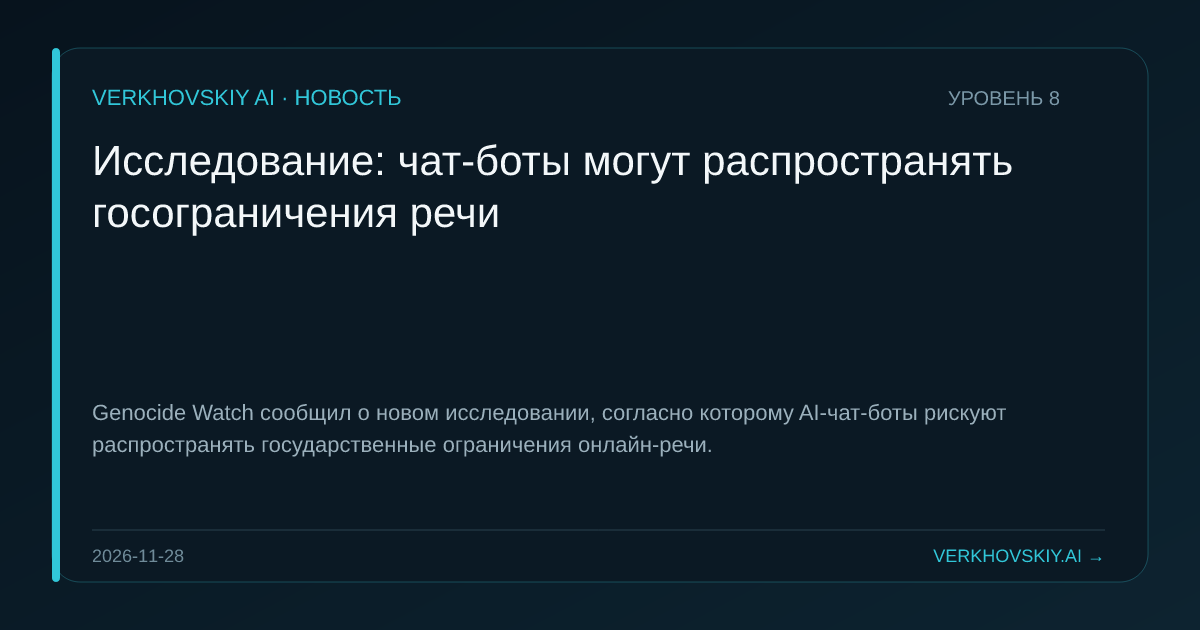 VERKHOVSKIY AI · НОВОСТЬ
УРОВЕНЬ 8
Исследование: чат-боты могут распространять
госограничения речи
Genocide Watch сообщил о новом исследовании, согласно которому AI-чат-боты рискуют
распространять государственные ограничения онлайн-речи.
2026-11-28
VERKHOVSKIY.AI →